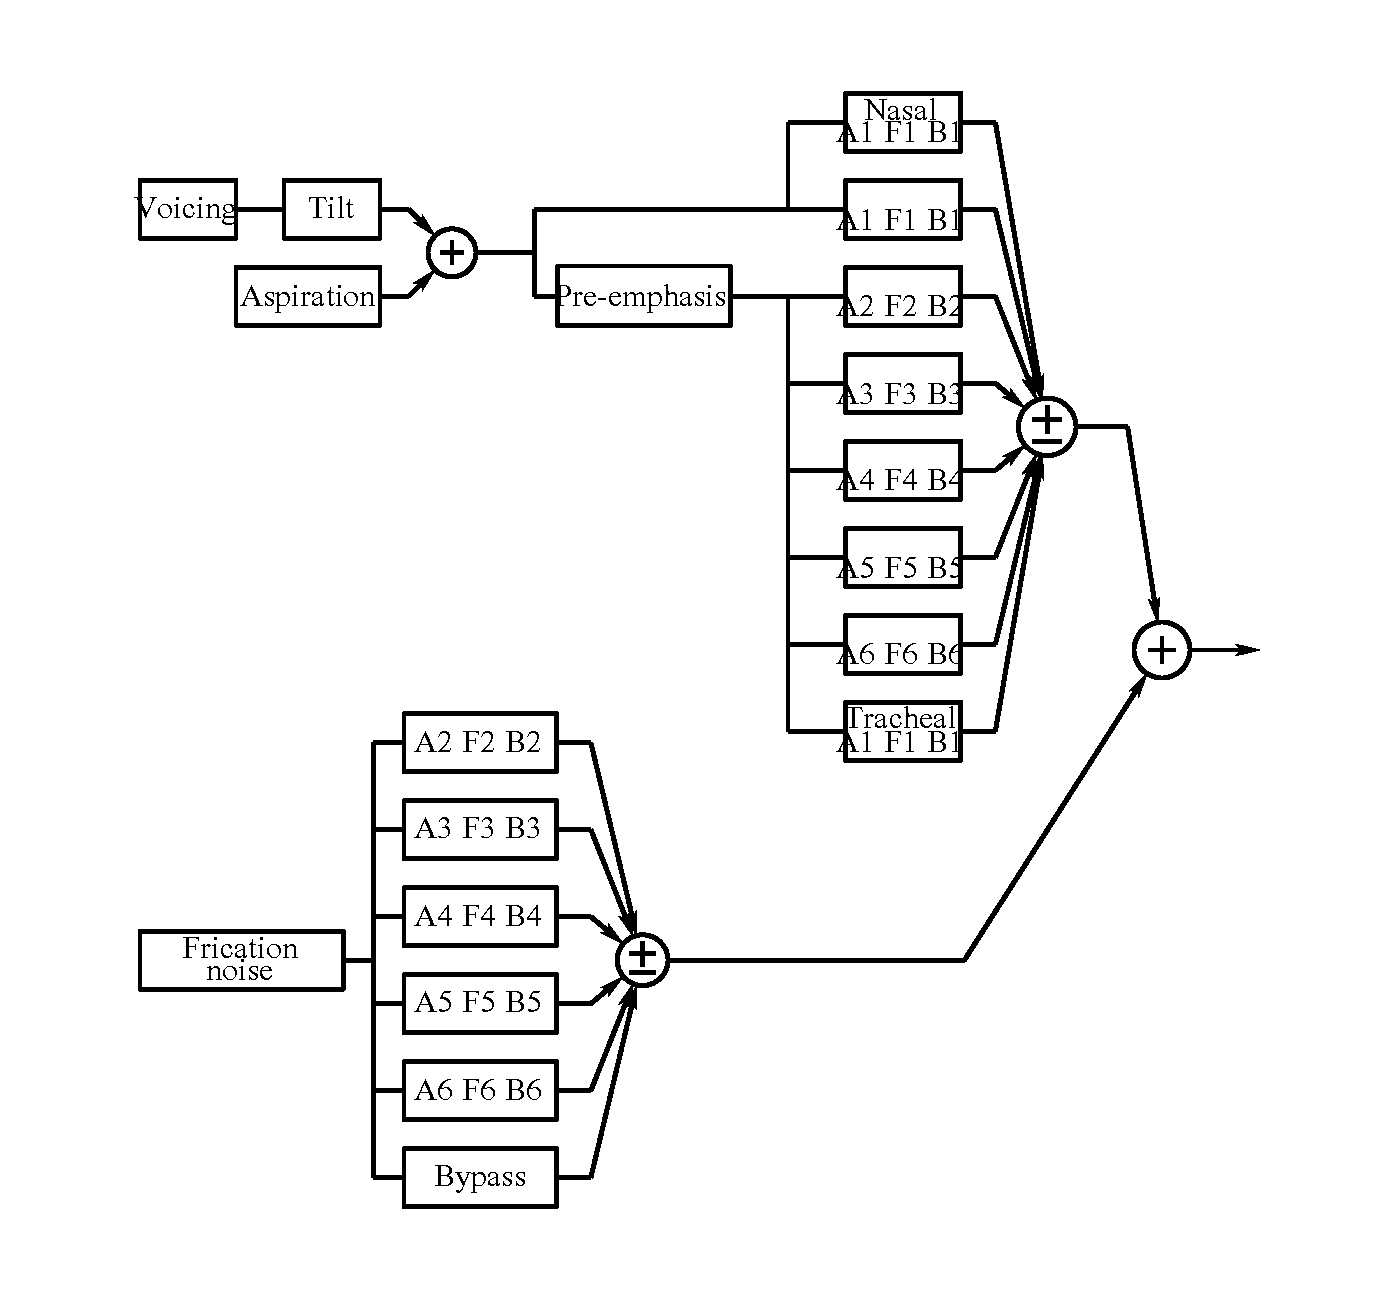 Nasal
A1 F1 B1
Voicing
Tilt
A1 F1 B1
+
Aspiration
Pre-emphasis
A2 F2 B2
A3 F3 B3
±
A4 F4 B4
A5 F5 B5
A6 F6 B6
+
Tracheal
A1 F1 B1
A2 F2 B2
A3 F3 B3
A4 F4 B4
Frication
noise
±
A5 F5 B5
A6 F6 B6
Bypass